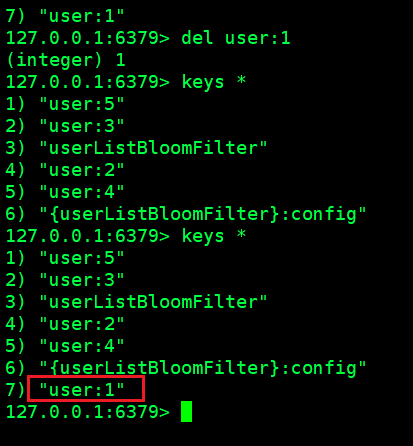 7) "user:1"
127.0.0.1:6379> del user:1
(integer) 1
127.0.0.1:6379> keys *
1) "user:5"
2) "user:3"
3) "userListBloomFilter"
4) "user:2"
5) "user:4"
6) "{userListBloomFilter}:config"
127.0.0.1:6379> keys *
1) "user:5"
2) "user:3"
3) "userListBloomFilter"
4) "user:2"
5) "user:4"
6) "{userListBloomFilter}:config"
7) "user:1"
127.0.0.1:6379>